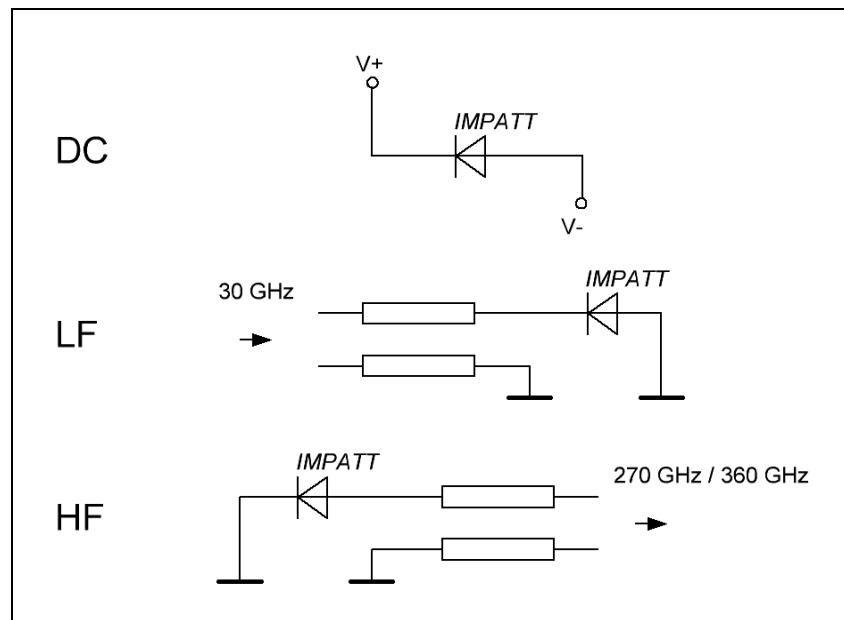 V+
IMPATT
DC
V-
IMPATT
30 GHz
LF
IMPATT
270 GHz / 360 GHz
HF